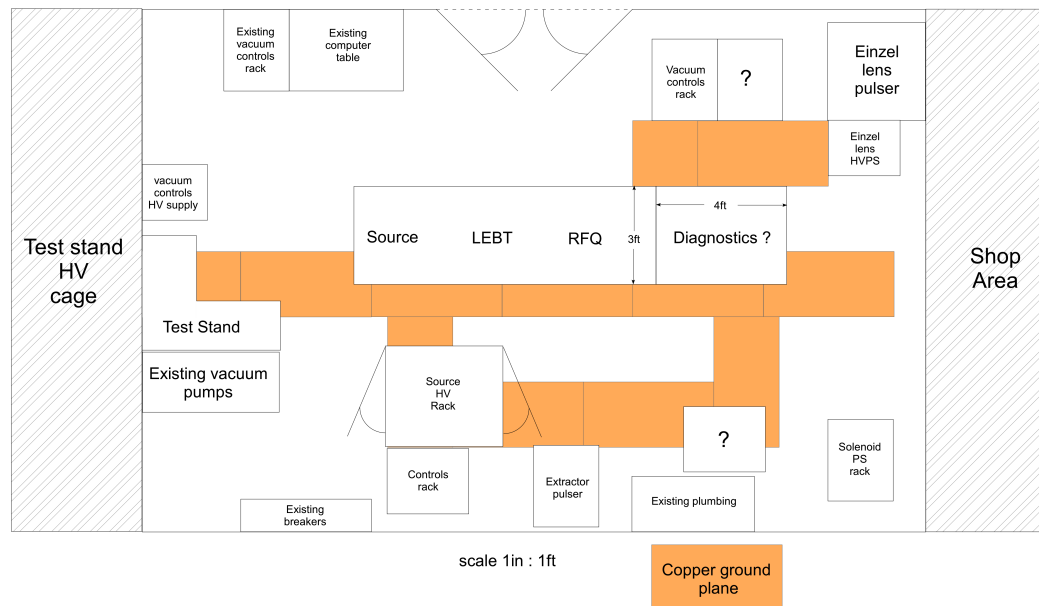 Existing
vacuum
controls
rack
Existing
computer
table
Vacuum
controls
rack
?
Einzel
lens
pulser
Einzel
lens
HVPS
vacuum
controls
HV supply
Test stand
HV
cage
Source
LEBT
RFQ
3ft
4ft
Diagnostics ?
Shop
Area
Test Stand
Existing vacuum
pumps
Source
HV
Rack
?
Controls
rack
Extractor
pulser
Solenoid
PS
rack
Existing
breakers
Existing plumbing
scale 1in : 1ft
Copper ground
plane